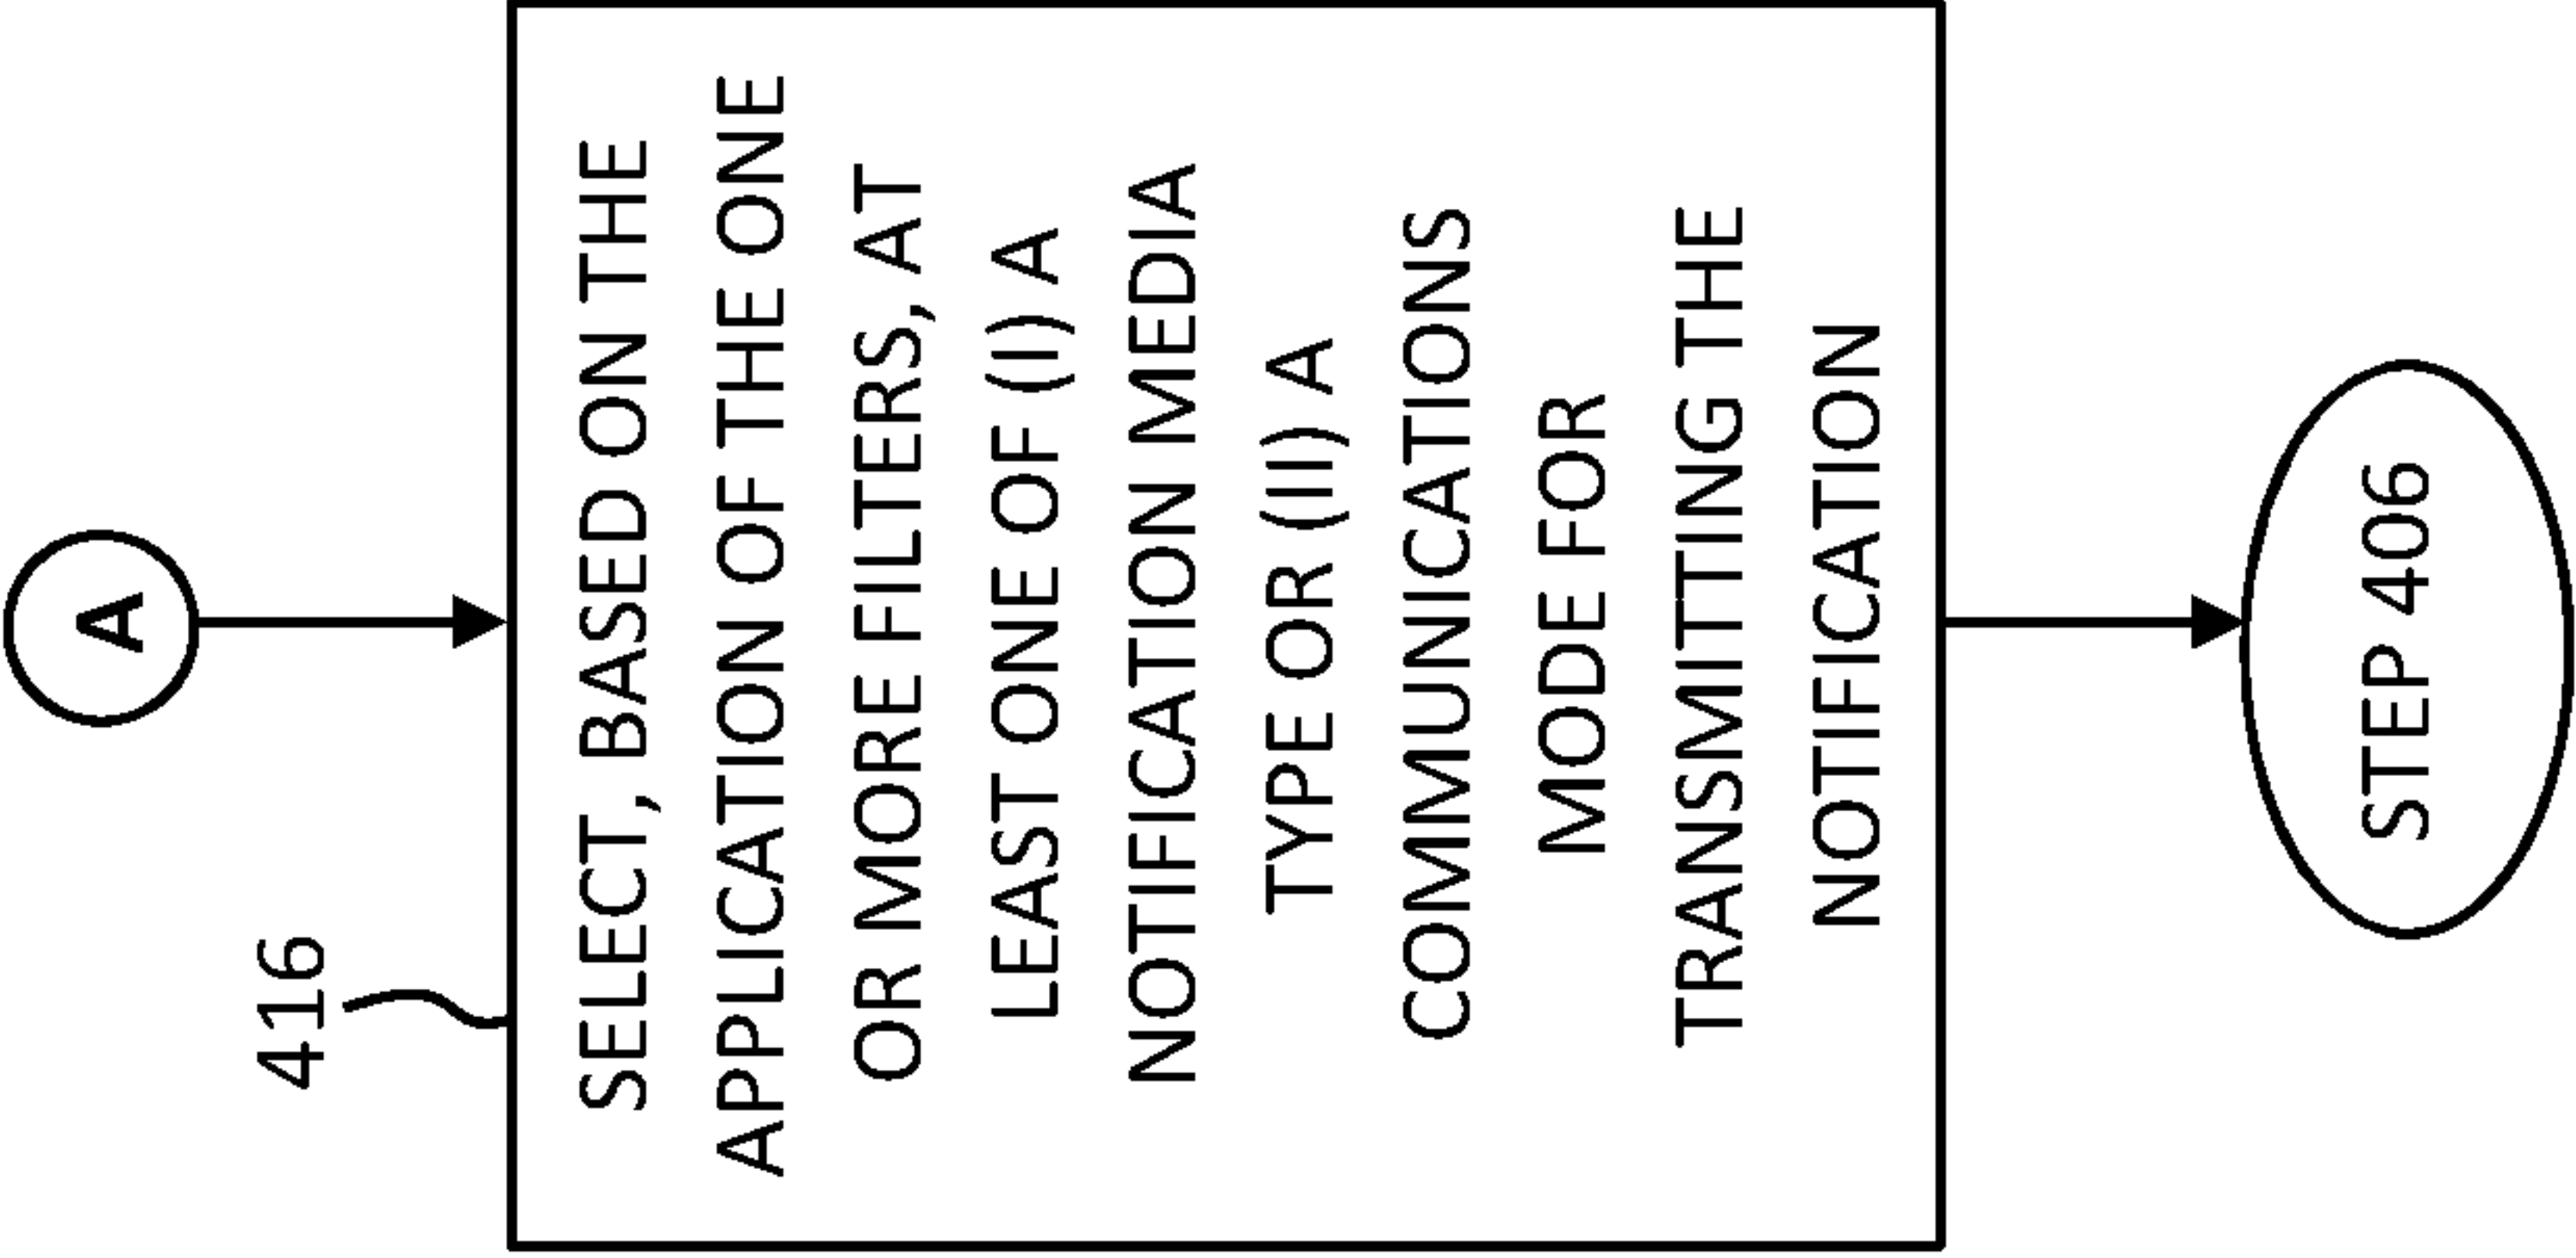 A
416
SELECT, BASED ON THE
APPLICATION OF THE ONE
OR MORE FILTERS, AT
LEAST ONE OF (I) A
NOTIFICATION MEDIA
TYPE OR (II) A
COMMUNICATIONS
MODE FOR
TRANSMITTING THE
NOTIFICATION
STEP 406